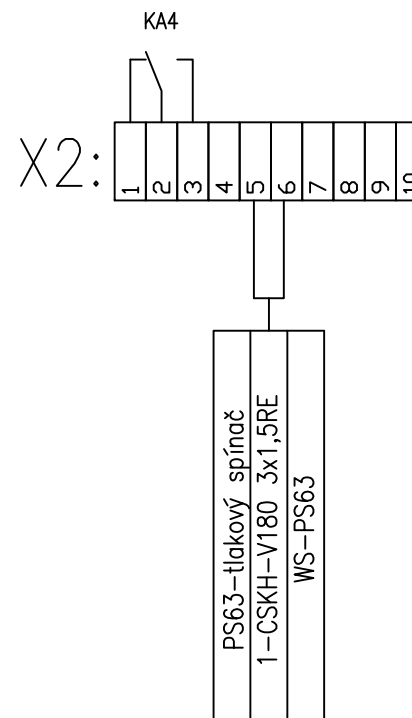 KA4
X2:
1
2
3
4
5
6
7
8
9
10
PS63-tlakový spínač
1-CSKH-V180 3x1,5RE
WS-PS63